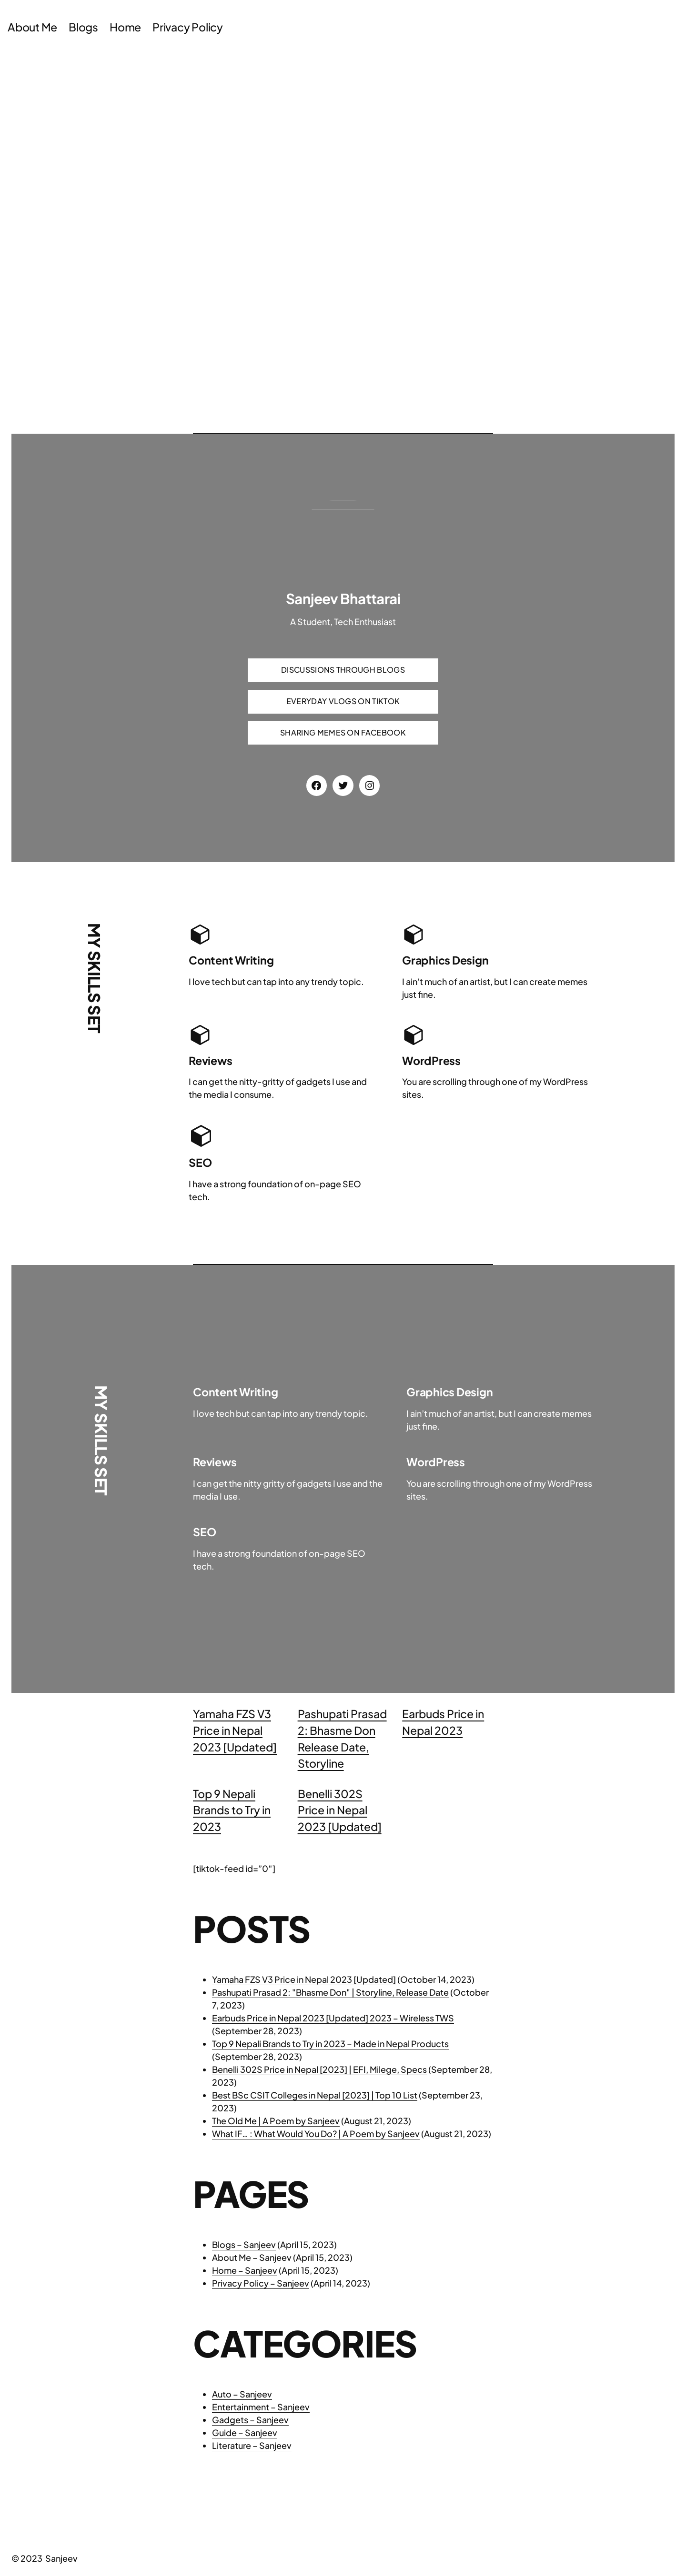 About Me Blogs Home Privacy Policy
Sanjeev Bhattarai
A Student, Tech Enthusiast
DISCUSSIONS THROUGH BLOGS
EVERYDAY VLOGS ON TIKTOK
SHARING MEMES ON FACEBOOK
MY SKILLS SET
Content Writing
I love tech but can tap into any trendy topic.
Graphics Design
I ain't much of an artist, but I can create memes
just fine.
Reviews
I can get the nitty-gritty of gadgets I use and
the media I consume.
WordPress
You are scrolling through one of my WordPress
sites.
SEO
I have a strong foundation of on-page SEO
tech.
MY SKILLS SET
Content Writing
I love tech but can tap into any trendy topic.
Graphics Design
I ain't much of an artist, but I can create memes
just fine.
Reviews
I can get the nitty gritty of gadgets I use and the
media I use.
WordPress
You are scrolling through one of my WordPress
sites.
SEO
I have a strong foundation of on-page SEO
tech.
Yamaha FZS V3
Price in Nepal
2023 [Updated]
Pashupati Prasad
2: Bhasme Don
Release Date,
Storyline
Earbuds Price in
Nepal 2023
Top 9 Nepali
Brands to Try in
2023
Benelli 302S
Price in Nepal
2023 [Updated]
[tiktok-feed id="0"]
POSTS
Yamaha FZS V3 Price in Nepal 2023 [Updated] (October 14, 2023)
Pashupati Prasad 2: "Bhasme Don" | Storyline, Release Date (October
7, 2023)
Earbuds Price in Nepal 2023 [Updated] 2023 – Wireless TWS
(September 28, 2023)
Top 9 Nepali Brands to Try in 2023 – Made in Nepal Products
(September 28, 2023)
Benelli 302S Price in Nepal [2023] | EFI, Milege, Specs (September 28,
2023)
Best BSc CSIT Colleges in Nepal [2023] | Top 10 List (September 23,
2023)
The Old Me | A Poem by Sanjeev (August 21, 2023)
What IF… : What Would You Do? | A Poem by Sanjeev (August 21, 2023)
PAGES
Blogs – Sanjeev (April 15, 2023)
About Me – Sanjeev (April 15, 2023)
Home – Sanjeev (April 15, 2023)
Privacy Policy – Sanjeev (April 14, 2023)
CATEGORIES
Auto – Sanjeev
Entertainment – Sanjeev
Gadgets – Sanjeev
Guide – Sanjeev
Literature – Sanjeev
© 2023 Sanjeev